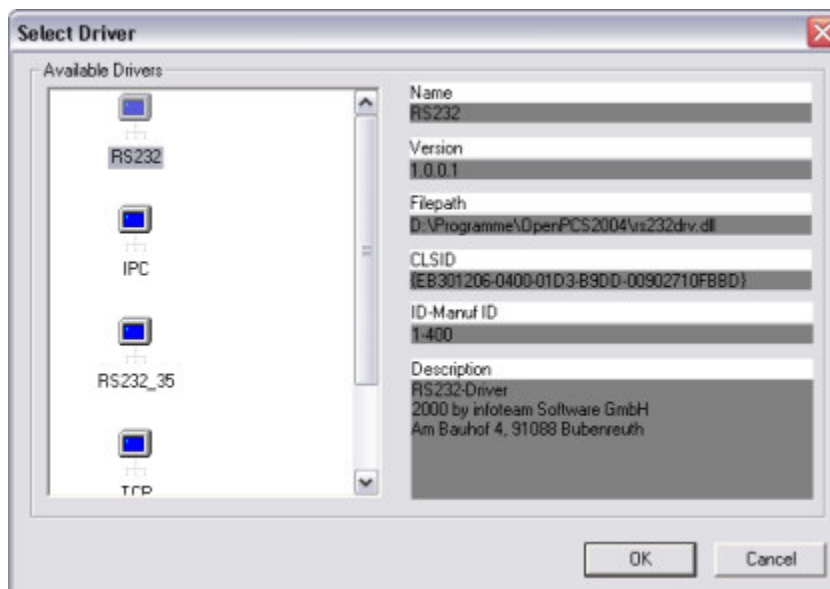 Select Driver
Available Drivers
RS232
IPC
RS232_35
TCP
Name
RS232
Version
1.0.0.1
Filepath
D:\Programme\OpenPCS2004\rs232drv.dll
CLSID
{EB301206-0400-01D3-B9DD-00902710FBBD}
ID-Manuf ID
1-400
Description
RS232-Driver
2000 by infoteam Software GmbH
Am Bauhof 4, 91088 Bubenreuth
OK
Cancel